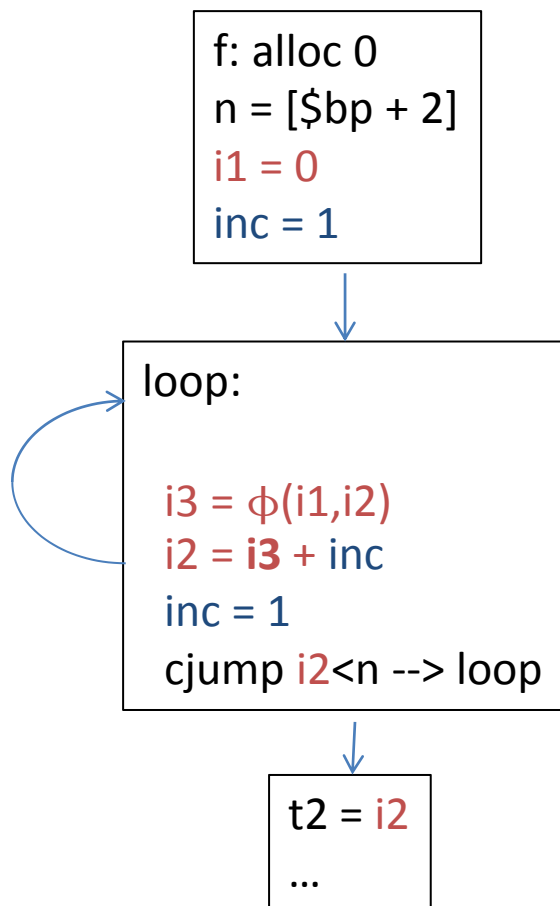 f: alloc 0
n = [$bp + 2]
i1 = 0
inc = 1
loop:
i3 = ϕ(i1,i2)
i2 = i3 + inc
inc = 1
cjump i2<n --> loop
t2 = i2
...